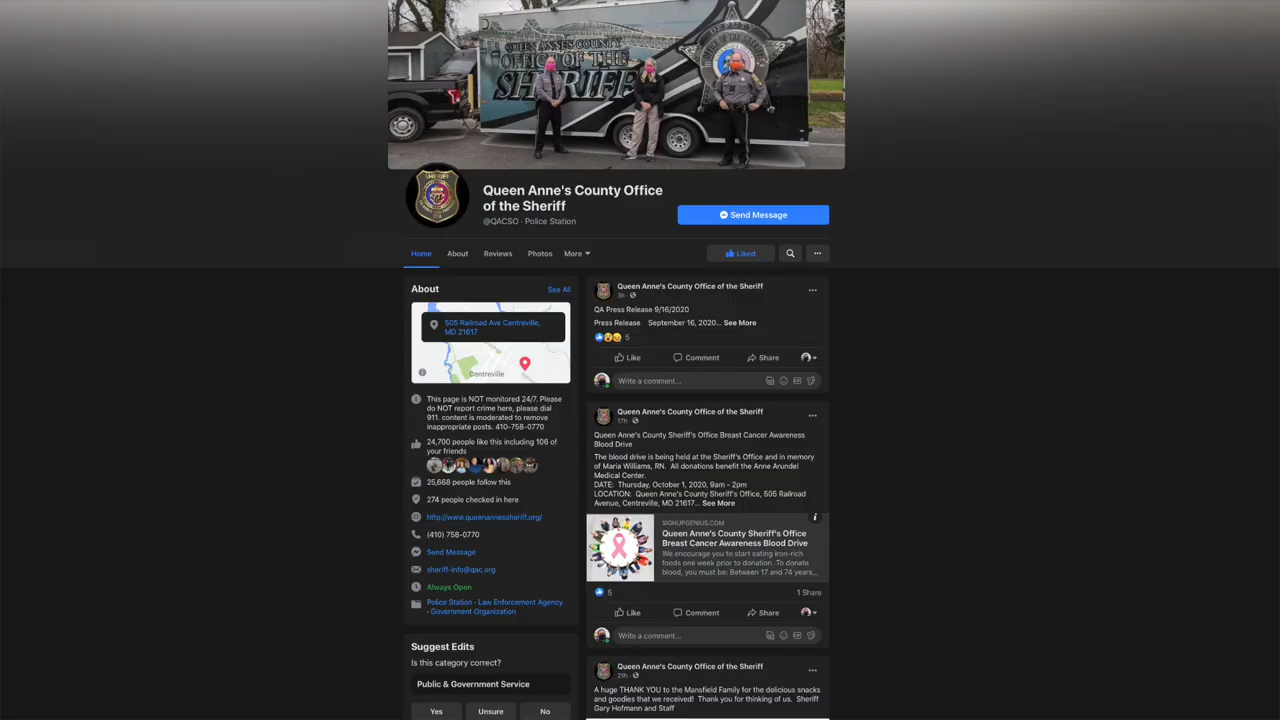 QUEEN ANNE'S COUNTY
OFFICE OF THE
SHERIFF
DEPUTY
SHERIFF
Queen Anne's County Office
of the Sheriff
@QACSO · Police Station
Send Message
Home
About
Reviews
Photos
More
Liked
About
See All
505 Railroad Ave Centreville,
MD 21617
Centreville
This page is NOT monitored 24/7. Please
do NOT report crime here, please dial
911. content is moderated to remove
inappropriate posts. 410-758-0770
24,700 people like this including 106 of
your friends
25,668 people follow this
274 people checked in here
http://www.queenannessheriff.org/
(410) 758-0770
Send Message
sheriff-info@qac.org
Always Open
Police Station · Law Enforcement Agency
· Government Organization
Suggest Edits
Is this category correct?
Public & Government Service
Yes
Unsure
No
Queen Anne's County Office of the Sheriff
3h ·
QA Press Release 9/16/2020
Press Release September 16, 2020... See More
5
Like
Comment
Share
Write a comment...
Queen Anne's County Office of the Sheriff
17h ·
Queen Anne's County Sheriff's Office Breast Cancer Awareness
Blood Drive
The blood drive is being held at the Sheriff's Office and in memory
of Maria Williams, RN. All donations benefit the Anne Arundel
Medical Center.
DATE: Thursday, October 1, 2020, 9am - 2pm
LOCATION: Queen Anne's County Sheriff's Office, 505 Railroad
Avenue, Centreville, MD 21617... See More
SIGNUPGENIUS.COM
Queen Anne's County Sheriff's Office
Breast Cancer Awareness Blood Drive
We encourage you to start eating iron-rich
foods one week prior to donation. To donate
blood, you must be: Between 17 and 74 years...
5
1 Share
Like
Comment
Share
Write a comment...
Queen Anne's County Office of the Sheriff
21h ·
A huge THANK YOU to the Mansfield Family for the delicious snacks
and goodies that we received! Thank you for thinking of us. Sheriff
Gary Hofmann and Staff